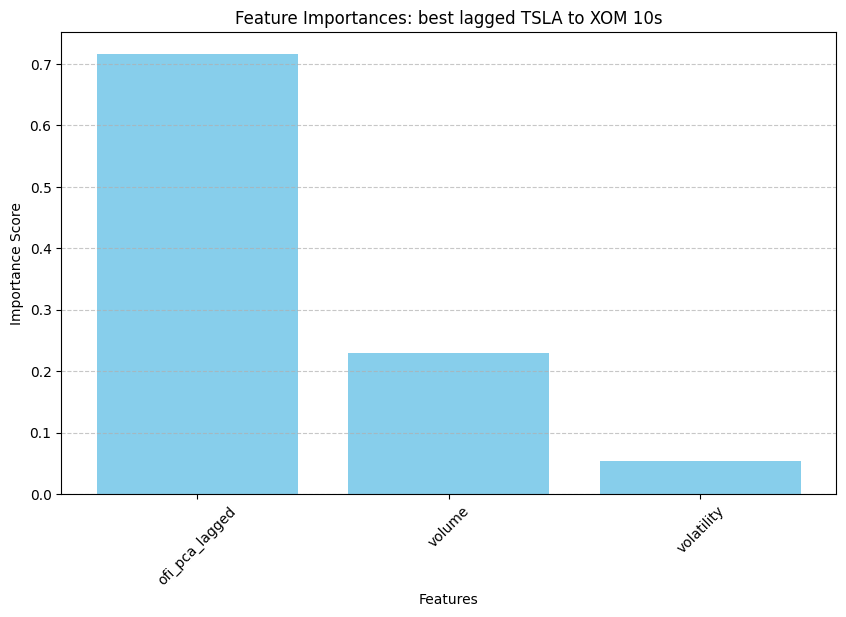 Feature Importances: best lagged TSLA to XOM 10s
0.7
0.6
0.5
0.4
0.3
0.2
0.1
0.0
Importance Score
ofi_pca_lagged
volume
volatility
Features